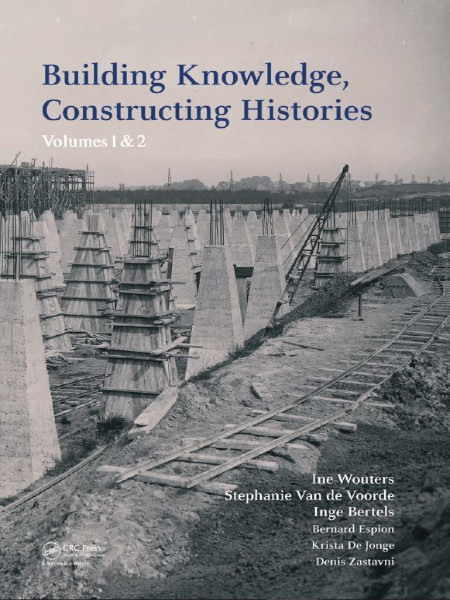 Building Knowledge,
Constructing Histories
Volumes 1 & 2
Ine Wouters
Stephanie Van de Voorde
Inge Bertels
Bernard Espion
Krista De Jonge
Denis Zastavni
CRC Press